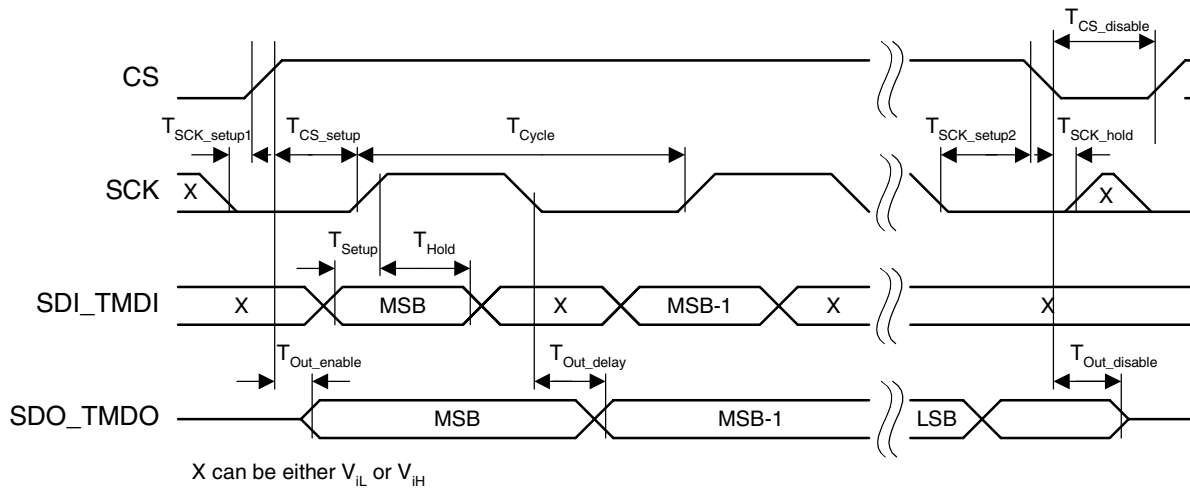 T_CS_disable
CS
T_SCK_setup1 T_CS_setup T_Cycle T_SCK_setup2 T_SCK_hold
SCK X X
T_Setup T_Hold
SDI_TMDI X MSB X MSB-1 X X
T_Out_enable T_Out_delay T_Out_disable
SDO_TMDO MSB MSB-1 LSB
X can be either V_iL or V_iH